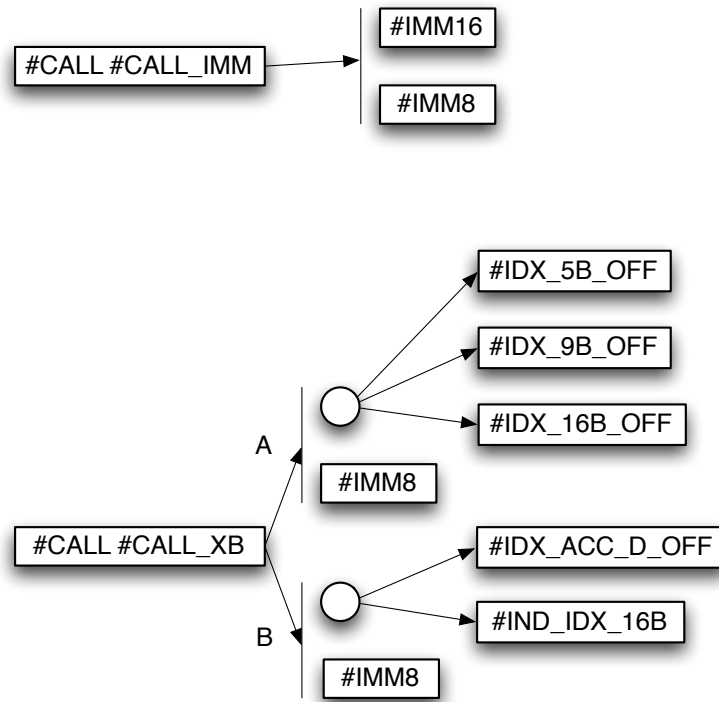 #IMM16
#CALL #CALL_IMM
#IMM8
#IDX_5B_OFF
#IDX_9B_OFF
#IDX_16B_OFF
A
#IMM8
#CALL #CALL_XB
#IDX_ACC_D_OFF
#IND_IDX_16B
B
#IMM8